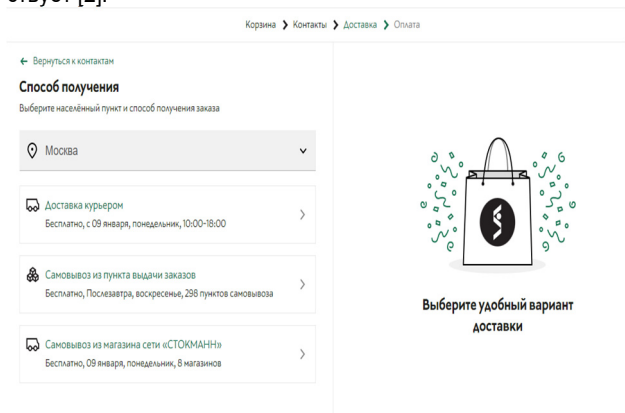 ствует [2].
Корзина ❯ Контакты ❯ Доставка ❯ Оплата
← Вернуться к контактам
Способ получения
Выберите населённый пункт и способ получения заказа
Москва
Доставка курьером
Бесплатно, с 09 января, понедельник, 10:00-18:00
Самовывоз из пункта выдачи заказов
Бесплатно, Послезавтра, воскресенье, 298 пунктов самовывоза
Самовывоз из магазина сети «СТОКМАНН»
Бесплатно, 09 января, понедельник, 8 магазинов
Выберите удобный вариант
доставки